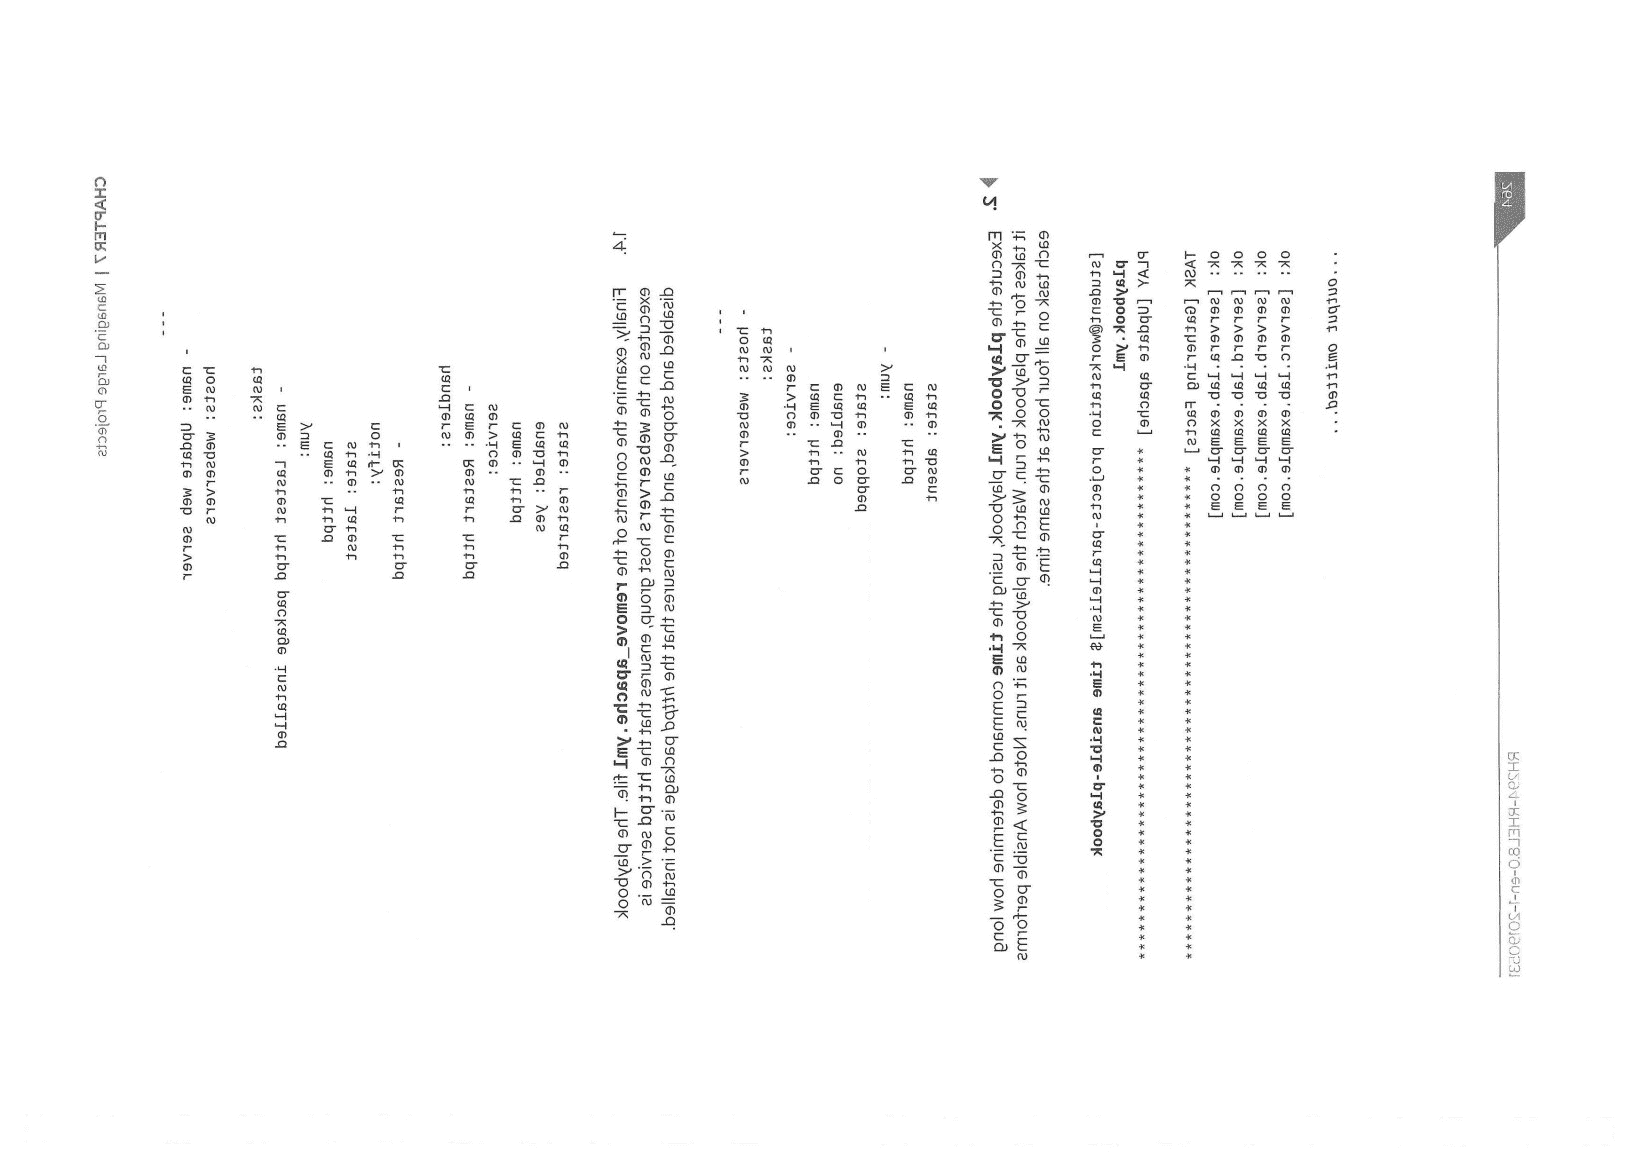 CHAPTER 7 | Managing Large Projects
---
- name: Update web server
hosts: webservers
tasks:
- name: Lastest httpd package installed
yum:
name: httpd
state: latest
notify:
- Restart httpd
handlers:
- name: Restart httpd
service:
name: httpd
enabled: yes
state: restarted
1.4. Finally, examine the contents of the remove_apache.yml file. The playbook
executes on the webservers host group, ensures that the httpd service is
disabled and stopped, and then ensures that the httpd package is not installed.
---
- hosts: webservers
tasks:
- service:
name: httpd
enabled: no
state: stopped
- yum:
name: httpd
state: absent
2. Execute the playbook.yml playbook, using the time command to determine how long
it takes for the playbook to run. Watch the playbook as it runs. Note how Ansible performs
each task on all four hosts at the same time.
[student@workstation projects-parallelism]$ time ansible-playbook
playbook.yml
PLAY [Update apache] ******************************************************
TASK [Gathering Facts] ****************************************************
ok: [servera.lab.example.com]
ok: [serverb.lab.example.com]
ok: [serverd.lab.example.com]
ok: [serverc.lab.example.com]
...output omitted...
294 RH294-RHEL8.0-en-1-20190531